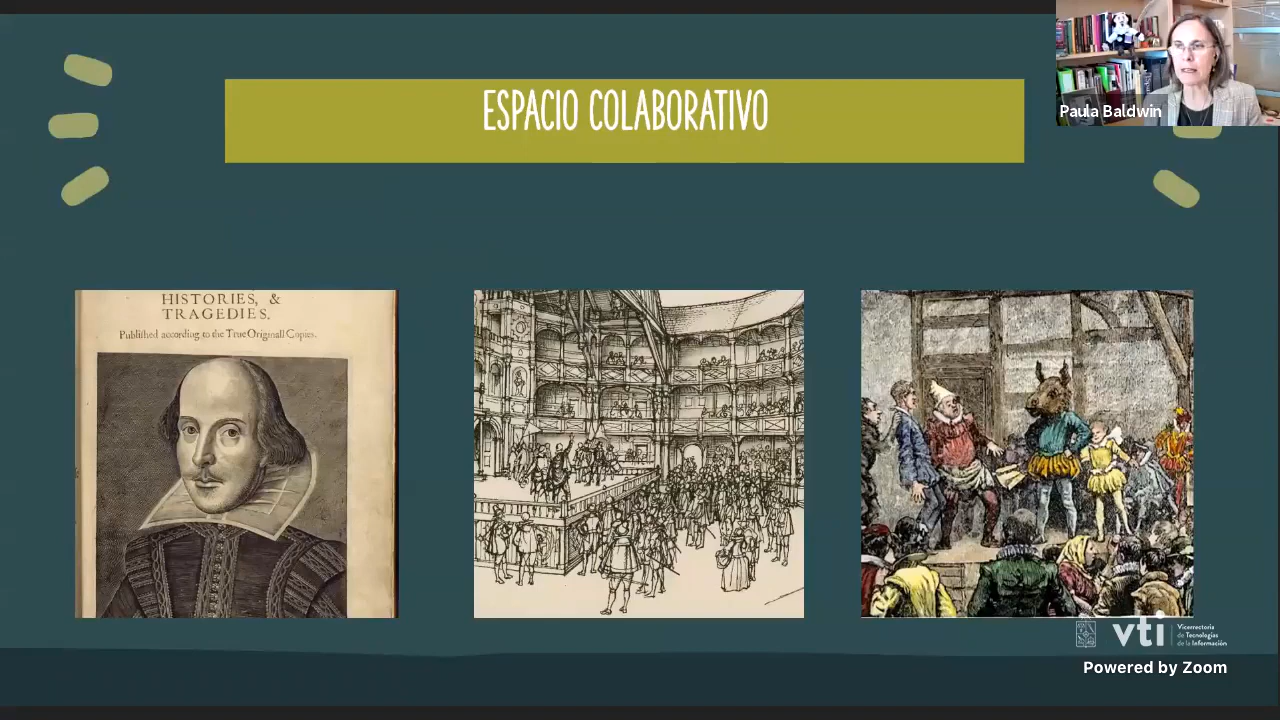 ESPACIO COLABORATIVO
Paula Baldwin
HISTORIES, &
TRAGEDIES.
Published according to the True Originall Copies.
vti
Vicerrectoría
de Tecnologías
de la Información
Powered by Zoom